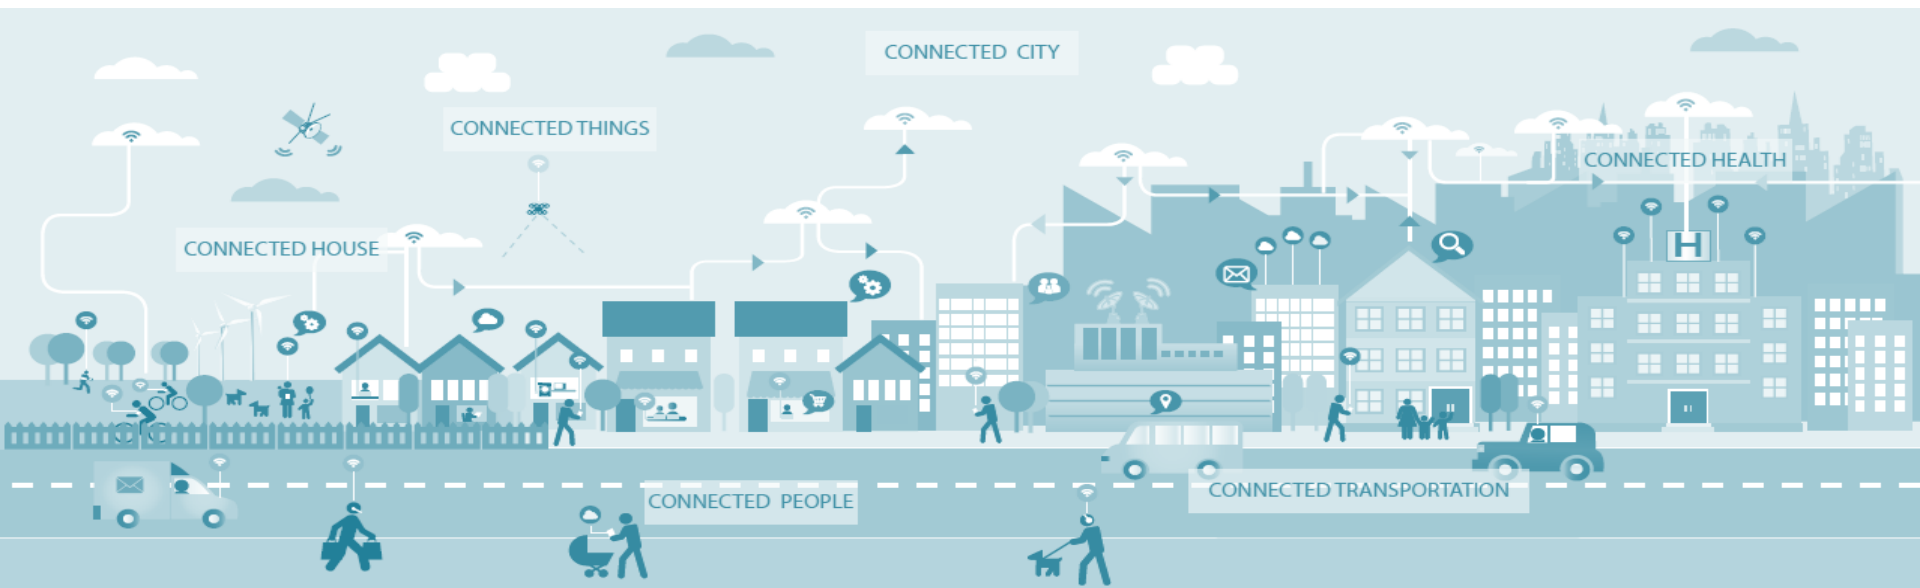 CONNECTED CITY
CONNECTED THINGS
CONNECTED HEALTH
CONNECTED HOUSE
H
CONNECTED PEOPLE
CONNECTED TRANSPORTATION